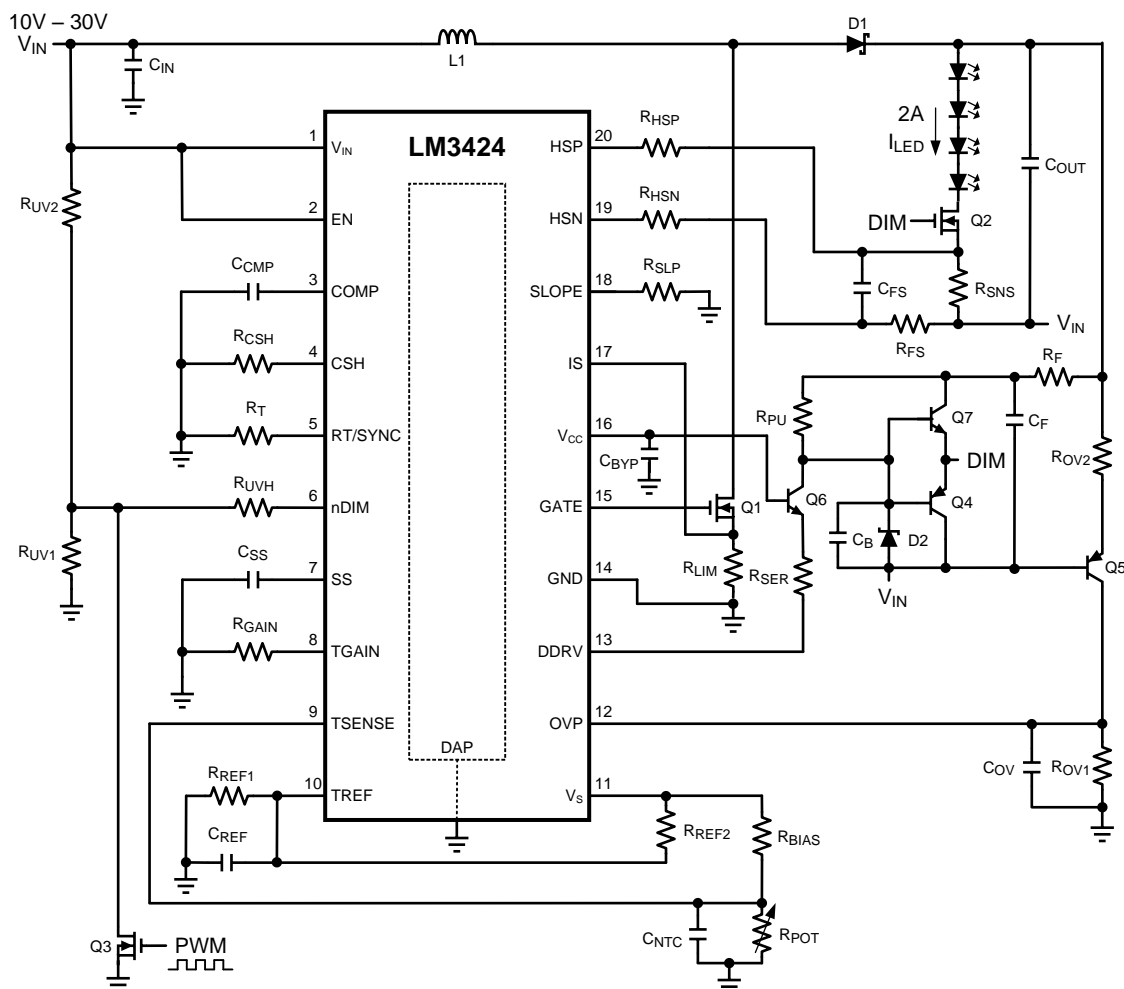 10V – 30V
VIN
CIN
L1
D1
2A
ILED
COUT
LM3424
1 VIN
2 EN
3 COMP
4 CSH
5 RT/SYNC
6 nDIM
7 SS
8 TGAIN
9 TSENSE
10 TREF
DAP
HSP 20
HSN 19
SLOPE 18
IS 17
VCC 16
GATE 15
GND 14
DDRV 13
OVP 12
VS 11
RUV2
CCMP
RCSH
RT
RUVH
RUV1
CSS
RGAIN
RREF1
CREF
Q3
PWM
RHSP
RHSN
RSLP
DIM
Q2
CFS
RSNS
RFS
VIN
RF
RPU
Q7
CF
CBYP
DIM
ROV2
Q1
Q6
Q4
CB
D2
RLIM
RSER
VIN
Q5
COV
ROV1
RREF2
RBIAS
CNTC
RPOT